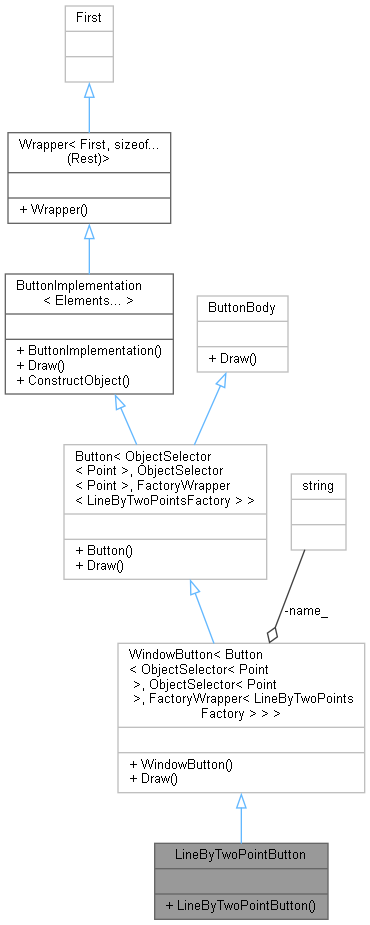 First
Wrapper< First, sizeof...
(Rest)>
+ Wrapper()
ButtonImplementation
< Elements... >
+ ButtonImplementation()
+ Draw()
+ ConstructObject()
ButtonBody
+ Draw()
Button< ObjectSelector
< Point >, ObjectSelector
< Point >, FactoryWrapper
< LineByTwoPointsFactory > >
+ Button()
+ Draw()
string
-name_
WindowButton< Button
< ObjectSelector< Point
>, ObjectSelector< Point
>, FactoryWrapper< LineByTwoPoints
Factory > > >
+ WindowButton()
+ Draw()
LineByTwoPointButton
+ LineByTwoPointButton()